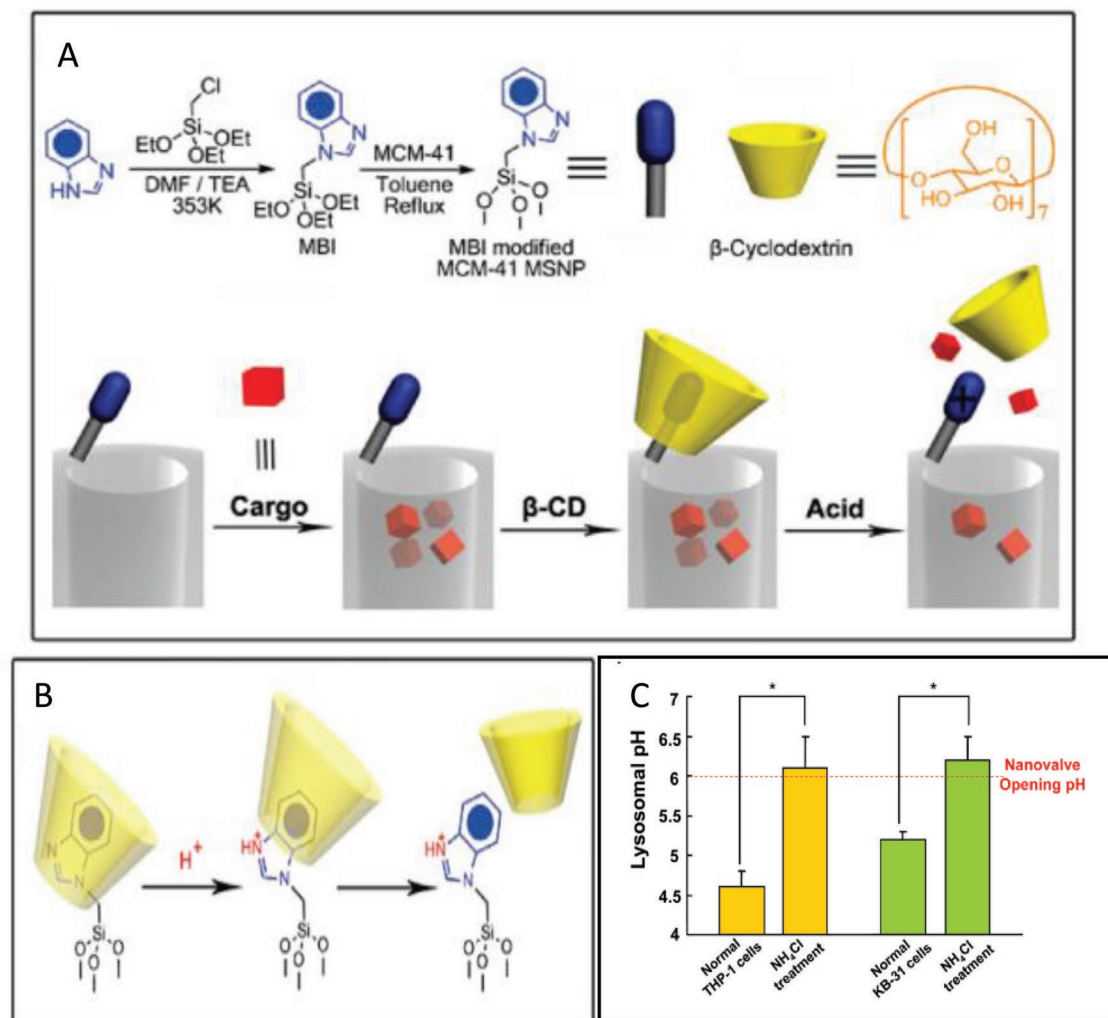 A
Cl
Si
EtO
OEt
OEt
N
HN
DMF / TEA
353K
N
N
Si
EtO
OEt
OEt
MBI
MCM-41
Toluene
Reflux
N
N
Si
O
O
O
MBI modified
MCM-41 MSNP
β-Cyclodextrin
OH
O
O
HO
OH
7
Cargo
β-CD
Acid
+
B
N
N
Si
O
O
O
H+
HN+
N
Si
O
O
O
HN+
N
Si
O
O
O
C
Lysosomal pH
7
6.5
6
5.5
5
4.5
4
*
*
Nanovalve
Opening pH
Normal
THP-1 cells
NH4Cl
treatment
Normal
KB-31 cells
NH4Cl
treatment